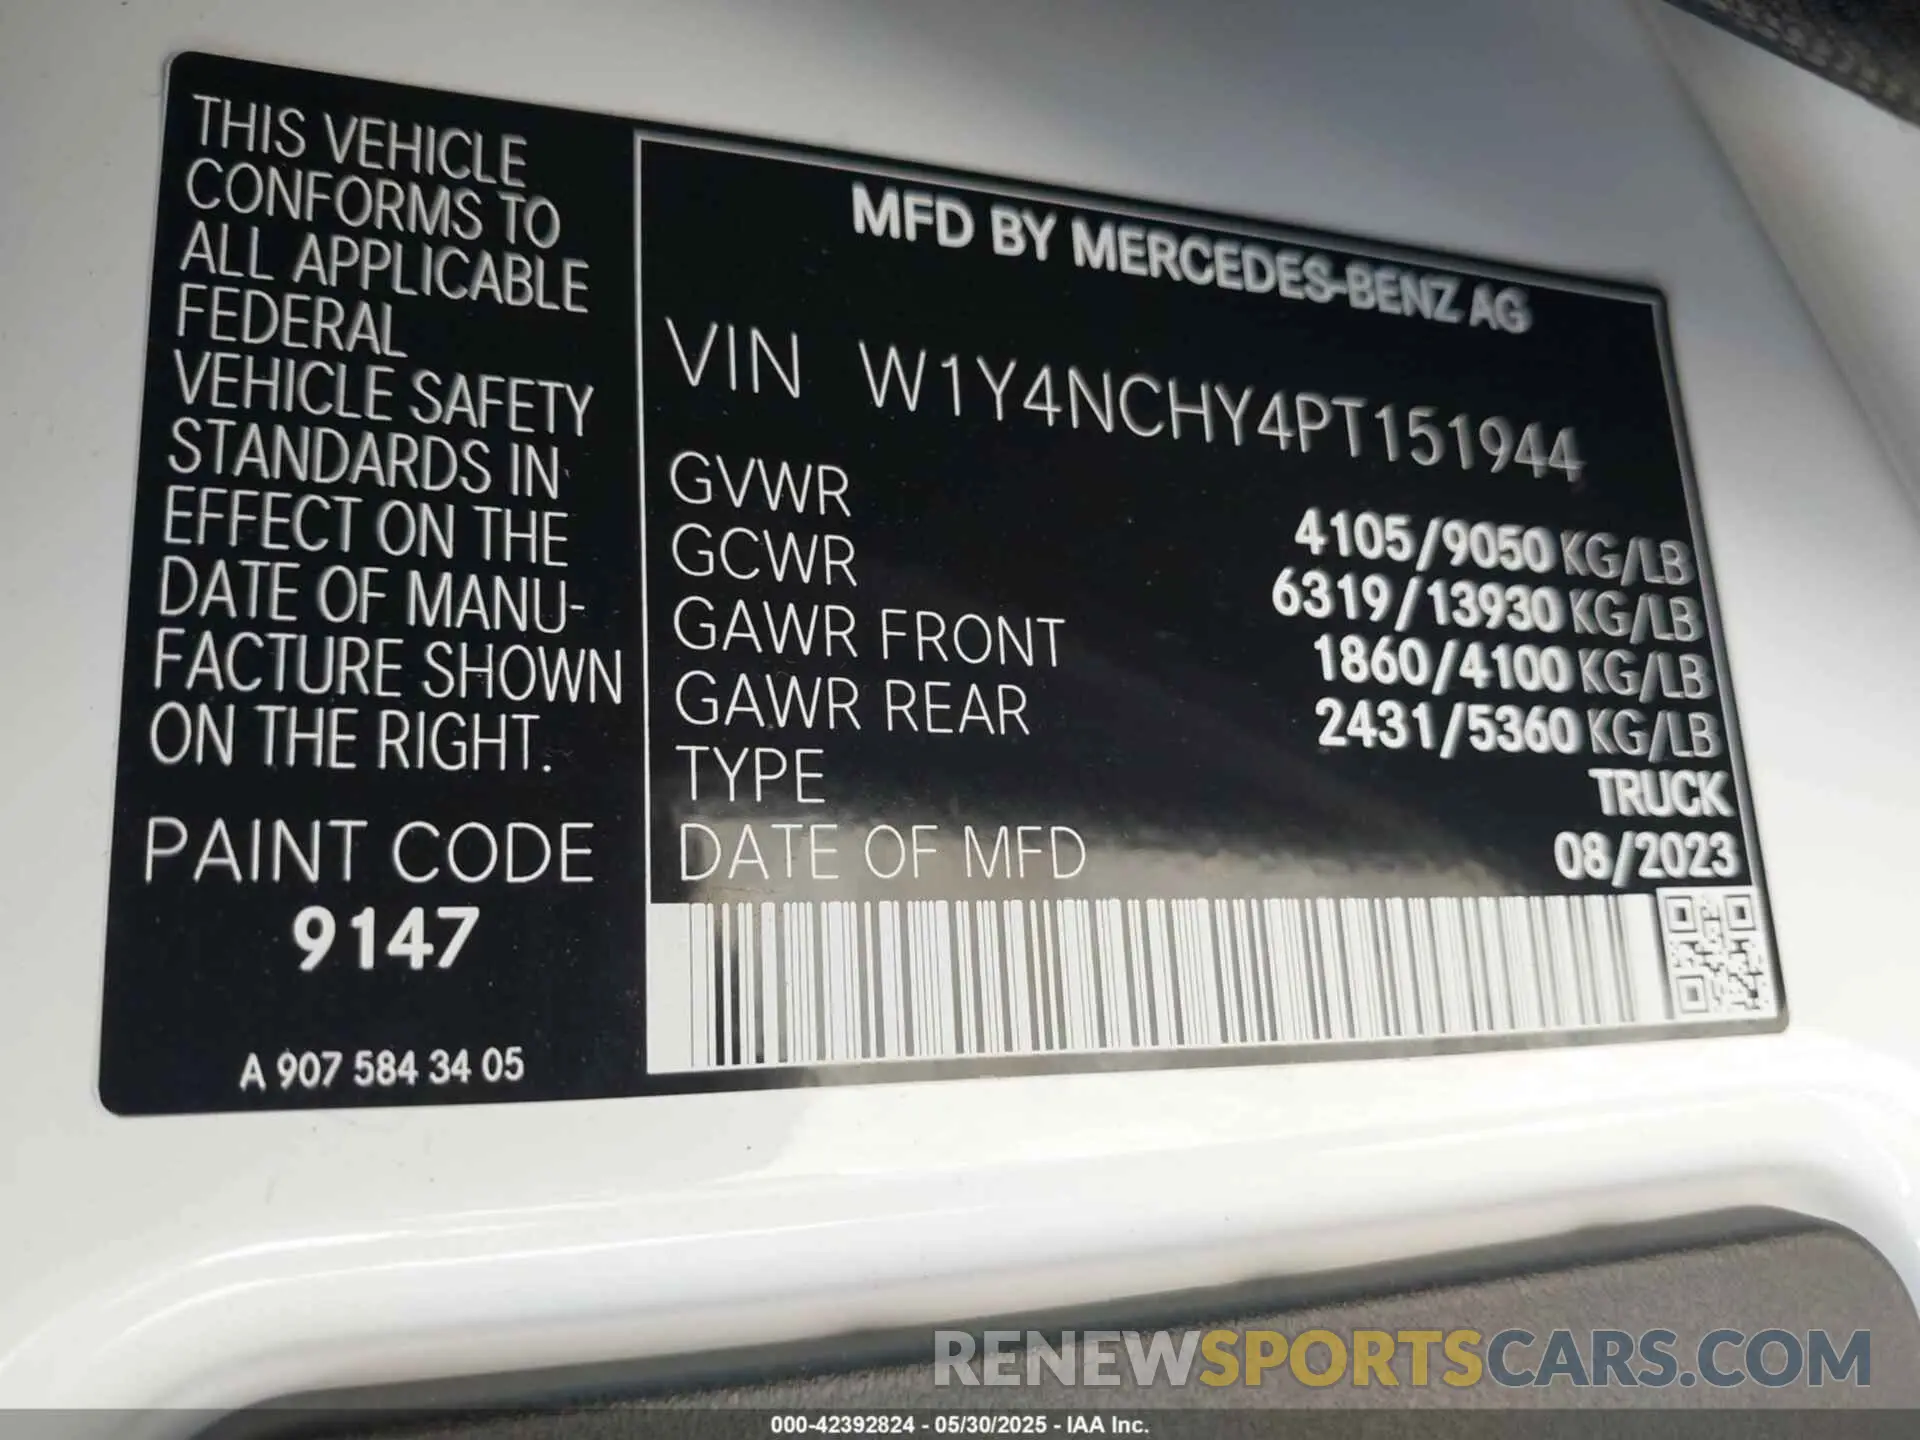 THIS VEHICLE
CONFORMS TO
ALL APPLICABLE
FEDERAL
VEHICLE SAFETY
STANDARDS IN
EFFECT ON THE
DATE OF MANU-
FACTURE SHOWN
ON THE RIGHT.
PAINT CODE
9147
A 907 584 34 05
MFD BY MERCEDES-BENZ AG
VIN W1Y4NCHY4PT151944
GVWR 4105/9050 KG/LB
GCWR 6319/13930 KG/LB
GAWR FRONT 1860/4100 KG/LB
GAWR REAR 2431/5360 KG/LB
TYPE TRUCK
DATE OF MFD 08/2023
RENEWSPORTSCARS.COM
000-42392824 - 05/30/2025 - IAA Inc.